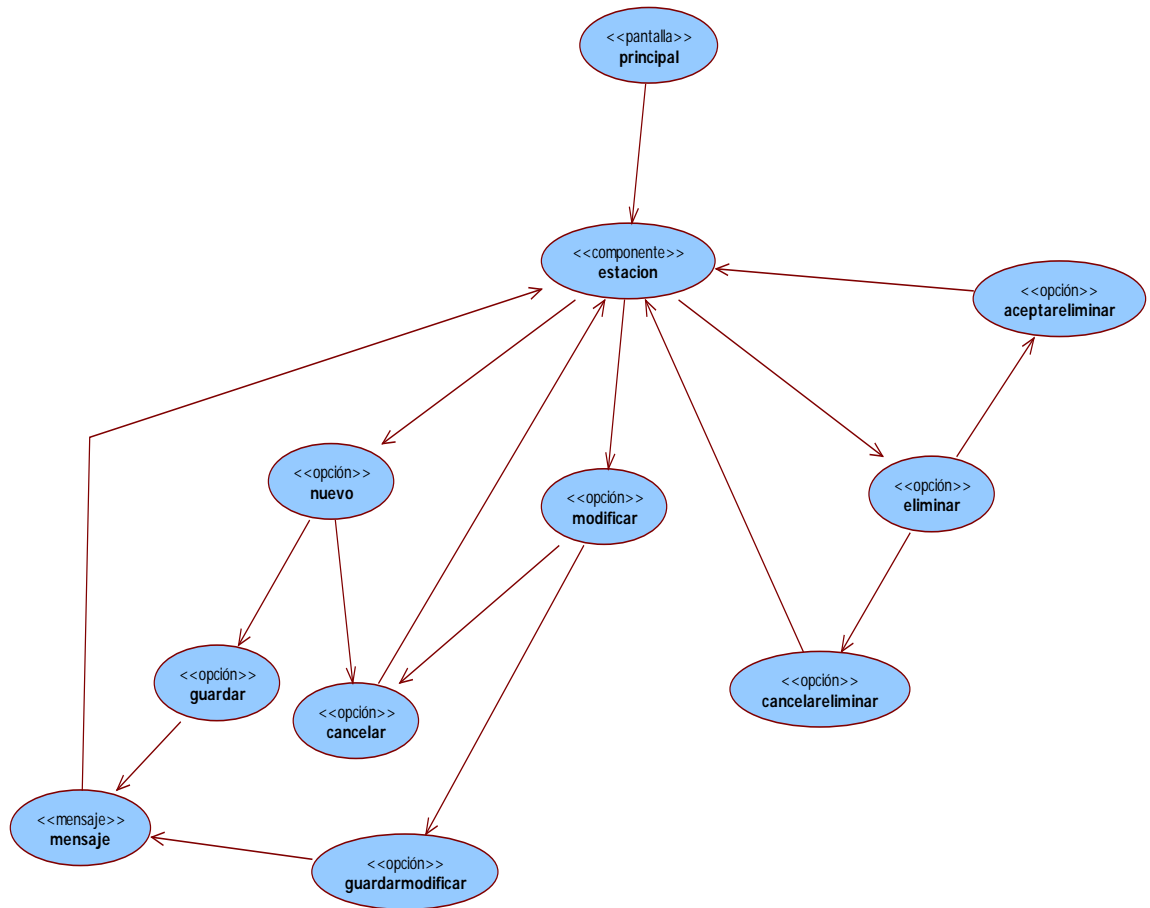 <<pantalla>>
principal
<<componente>>
estacion
<<opción>>
aceptareliminar
<<opción>>
nuevo
<<opción>>
modificar
<<opción>>
eliminar
<<opción>>
guardar
<<opción>>
cancelar
<<opción>>
cancelareliminar
<<mensaje>>
mensaje
<<opción>>
guardarmodificar